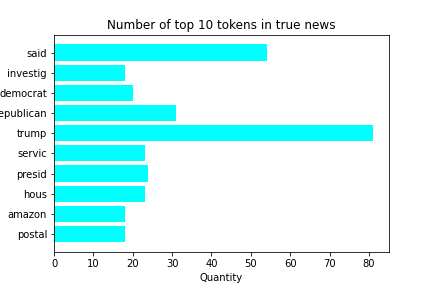 Number of top 10 tokens in true news
said
investig
democrat
epublican
trump
servic
presid
hous
amazon
postal
0 10 20 30 40 50 60 70 80
Quantity